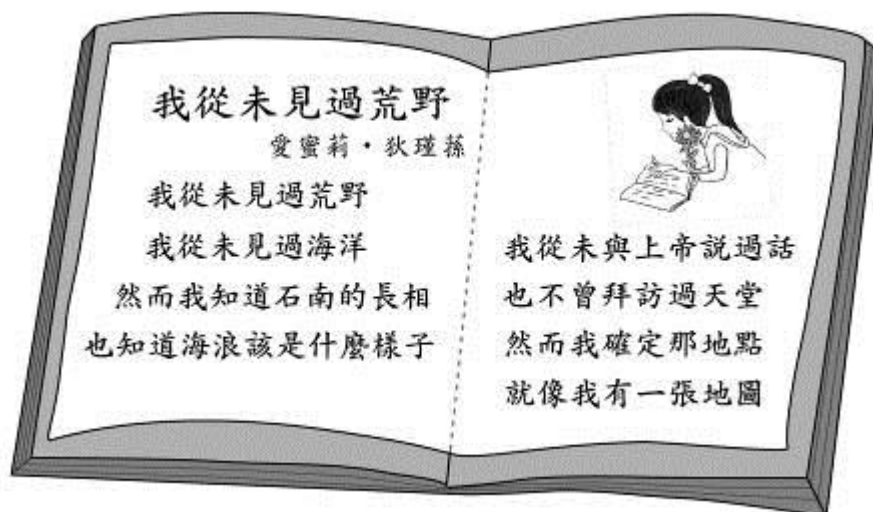 我從未見過荒野
愛蜜莉・狄瑾蓀
我從未見過荒野
我從未見過海洋
然而我知道石南的長相
也知道海浪該是什麼樣子
我從未與上帝說過話
也不曾拜訪過天堂
然而我確定那地點
就像我有一張地圖